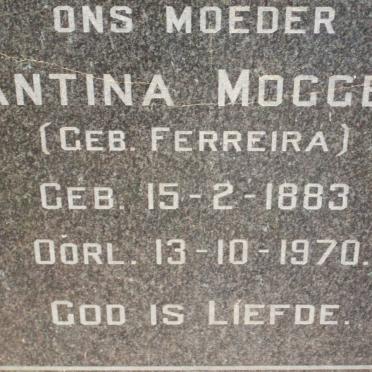 ONS MOEDER
ANTINA MOGGE
(GEB. FERREIRA)
GEB. 15-2-1883
OORL. 13-10-1970.
GOD IS LIEFDE.